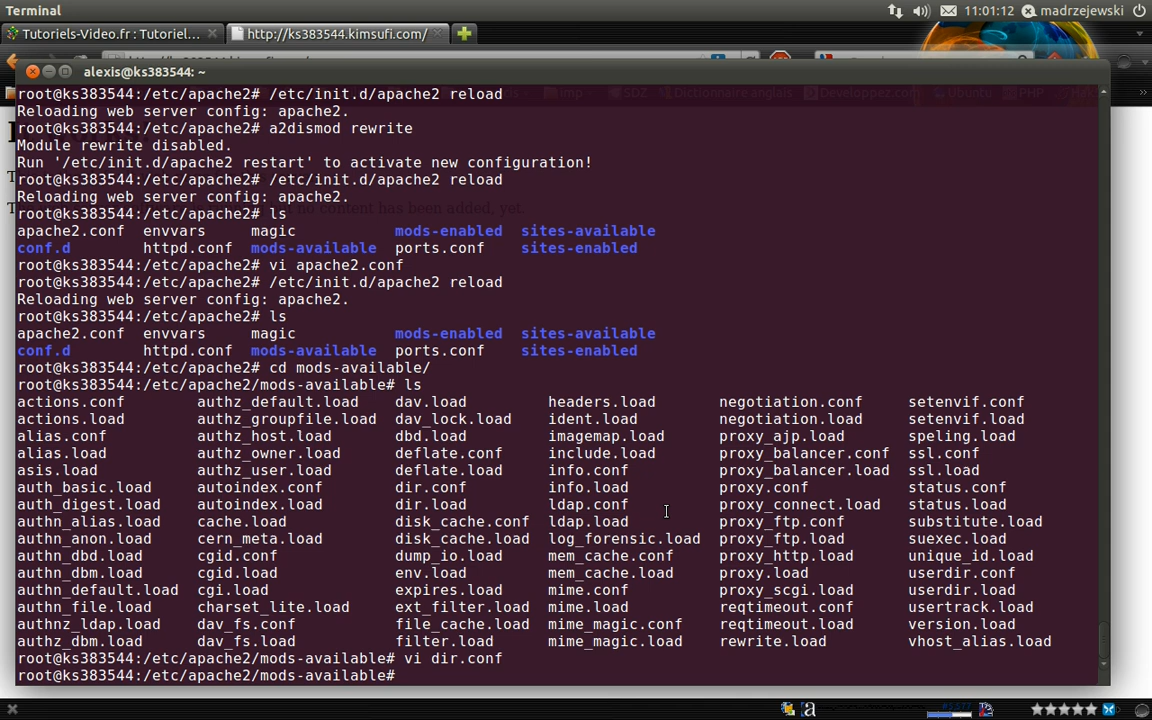 Terminal
11:01:12 madrzejewski
Tutoriels-Video.fr : Tutoriel... http://ks383544.kimsufi.com/
alexis@ks383544: ~
root@ks383544:/etc/apache2# /etc/init.d/apache2 reload
Reloading web server config: apache2.
root@ks383544:/etc/apache2# a2dismod rewrite
Module rewrite disabled.
Run '/etc/init.d/apache2 restart' to activate new configuration!
root@ks383544:/etc/apache2# /etc/init.d/apache2 reload
Reloading web server config: apache2.
root@ks383544:/etc/apache2# ls
apache2.conf envvars magic mods-enabled sites-available
conf.d httpd.conf mods-available ports.conf sites-enabled
root@ks383544:/etc/apache2# vi apache2.conf
root@ks383544:/etc/apache2# /etc/init.d/apache2 reload
Reloading web server config: apache2.
root@ks383544:/etc/apache2# ls
apache2.conf envvars magic mods-enabled sites-available
conf.d httpd.conf mods-available ports.conf sites-enabled
root@ks383544:/etc/apache2# cd mods-available/
root@ks383544:/etc/apache2/mods-available# ls
actions.conf authz_default.load dav.load headers.load negotiation.conf setenvif.conf
actions.load authz_groupfile.load dav_lock.load ident.load negotiation.load setenvif.load
alias.conf authz_host.load dbd.load imagemap.load proxy_ajp.load speling.load
alias.load authz_owner.load deflate.conf include.load proxy_balancer.conf ssl.conf
asis.load authz_user.load deflate.load info.conf proxy_balancer.load ssl.load
auth_basic.load autoindex.conf dir.conf info.load proxy.conf status.conf
auth_digest.load autoindex.load dir.load ldap.conf proxy_connect.load status.load
authn_alias.load cache.load disk_cache.conf ldap.load proxy_ftp.conf substitute.load
authn_anon.load cern_meta.load disk_cache.load log_forensic.load proxy_ftp.load suexec.load
authn_dbd.load cgid.conf dump_io.load mem_cache.conf proxy_http.load unique_id.load
authn_dbm.load cgid.load env.load mem_cache.load proxy.load userdir.conf
authn_default.load cgi.load expires.load mime.conf proxy_scgi.load userdir.load
authn_file.load charset_lite.load ext_filter.load mime.load reqtimeout.conf usertrack.load
authnz_ldap.load dav_fs.conf file_cache.load mime_magic.conf reqtimeout.load version.load
authz_dbm.load dav_fs.load filter.load mime_magic.load rewrite.load vhost_alias.load
root@ks383544:/etc/apache2/mods-available# vi dir.conf
root@ks383544:/etc/apache2/mods-available#